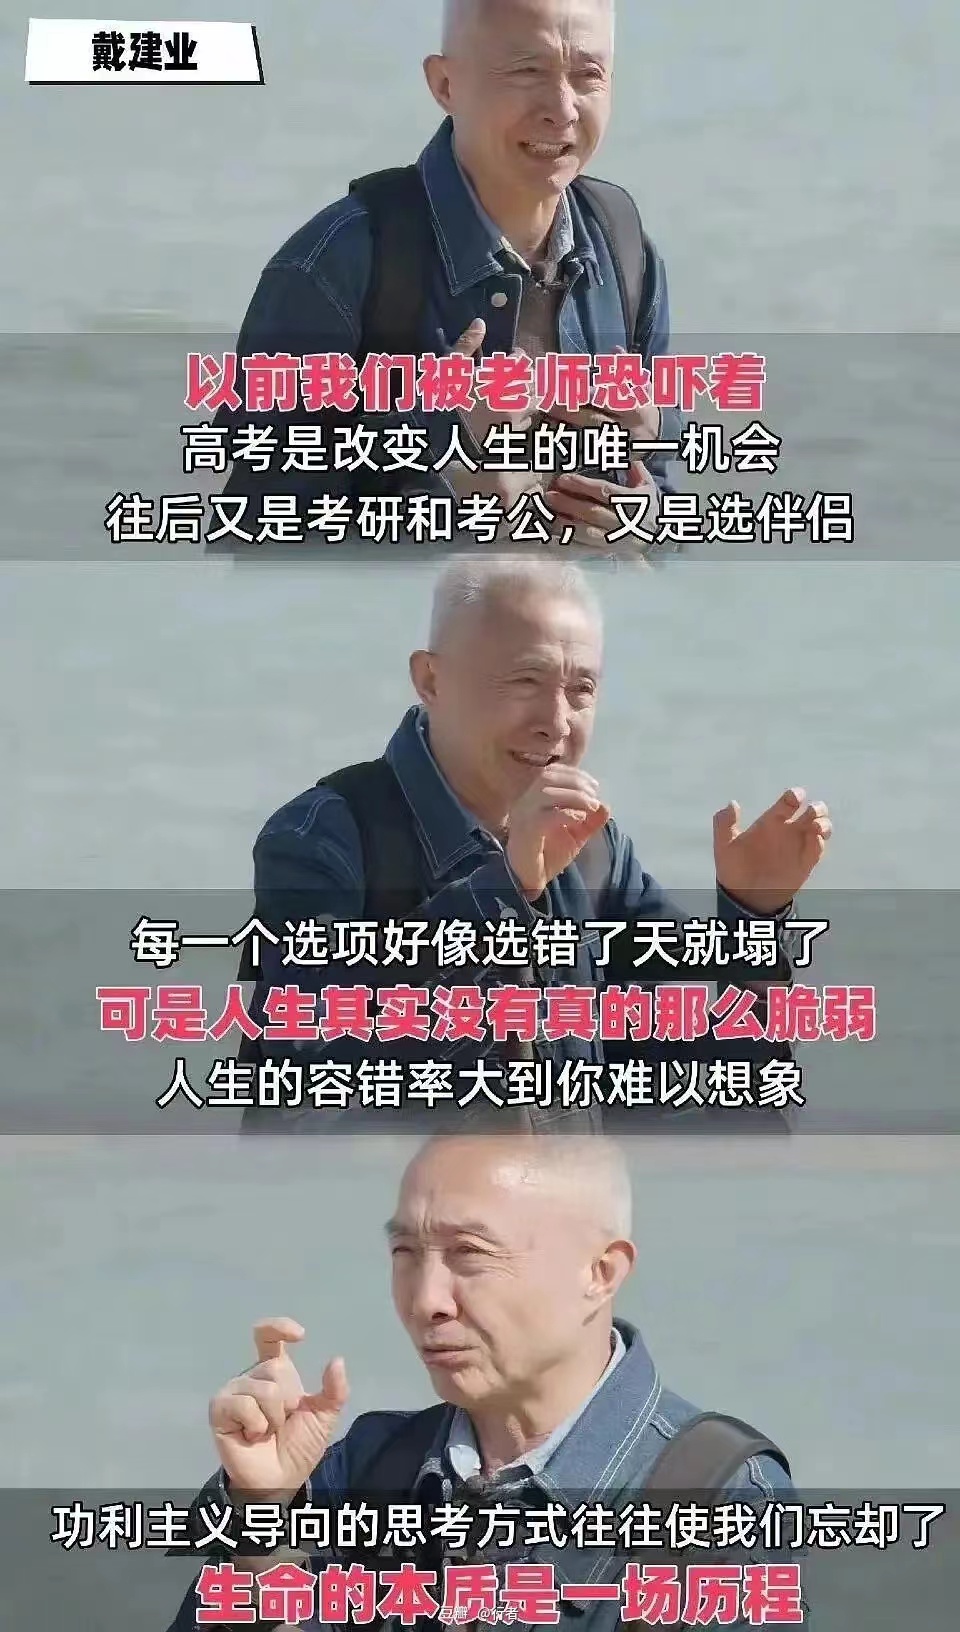 戴建业
以前我们被老师恐吓着
高考是改变人生的唯一机会
往后又是考研和考公，又是选伴侣
每一个选项好像选错了天就塌了
可是人生其实没有真的那么脆弱
人生的容错率大到你难以想象
功利主义导向的思考方式往往使我们忘却了
生命的本质是一场历程
豆瓣 @行者